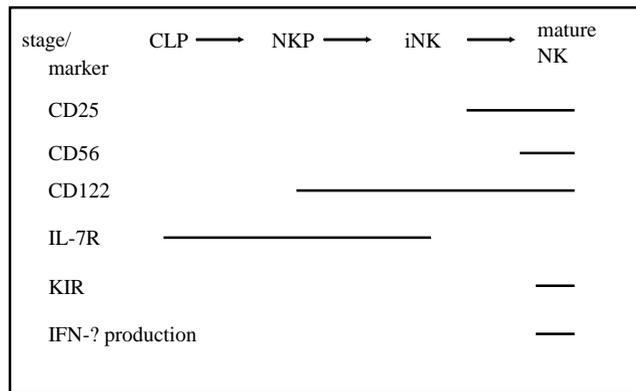 stage/ CLP NKP iNK mature
marker NK
CD25
CD56
CD122
IL-7R
KIR
IFN-? production